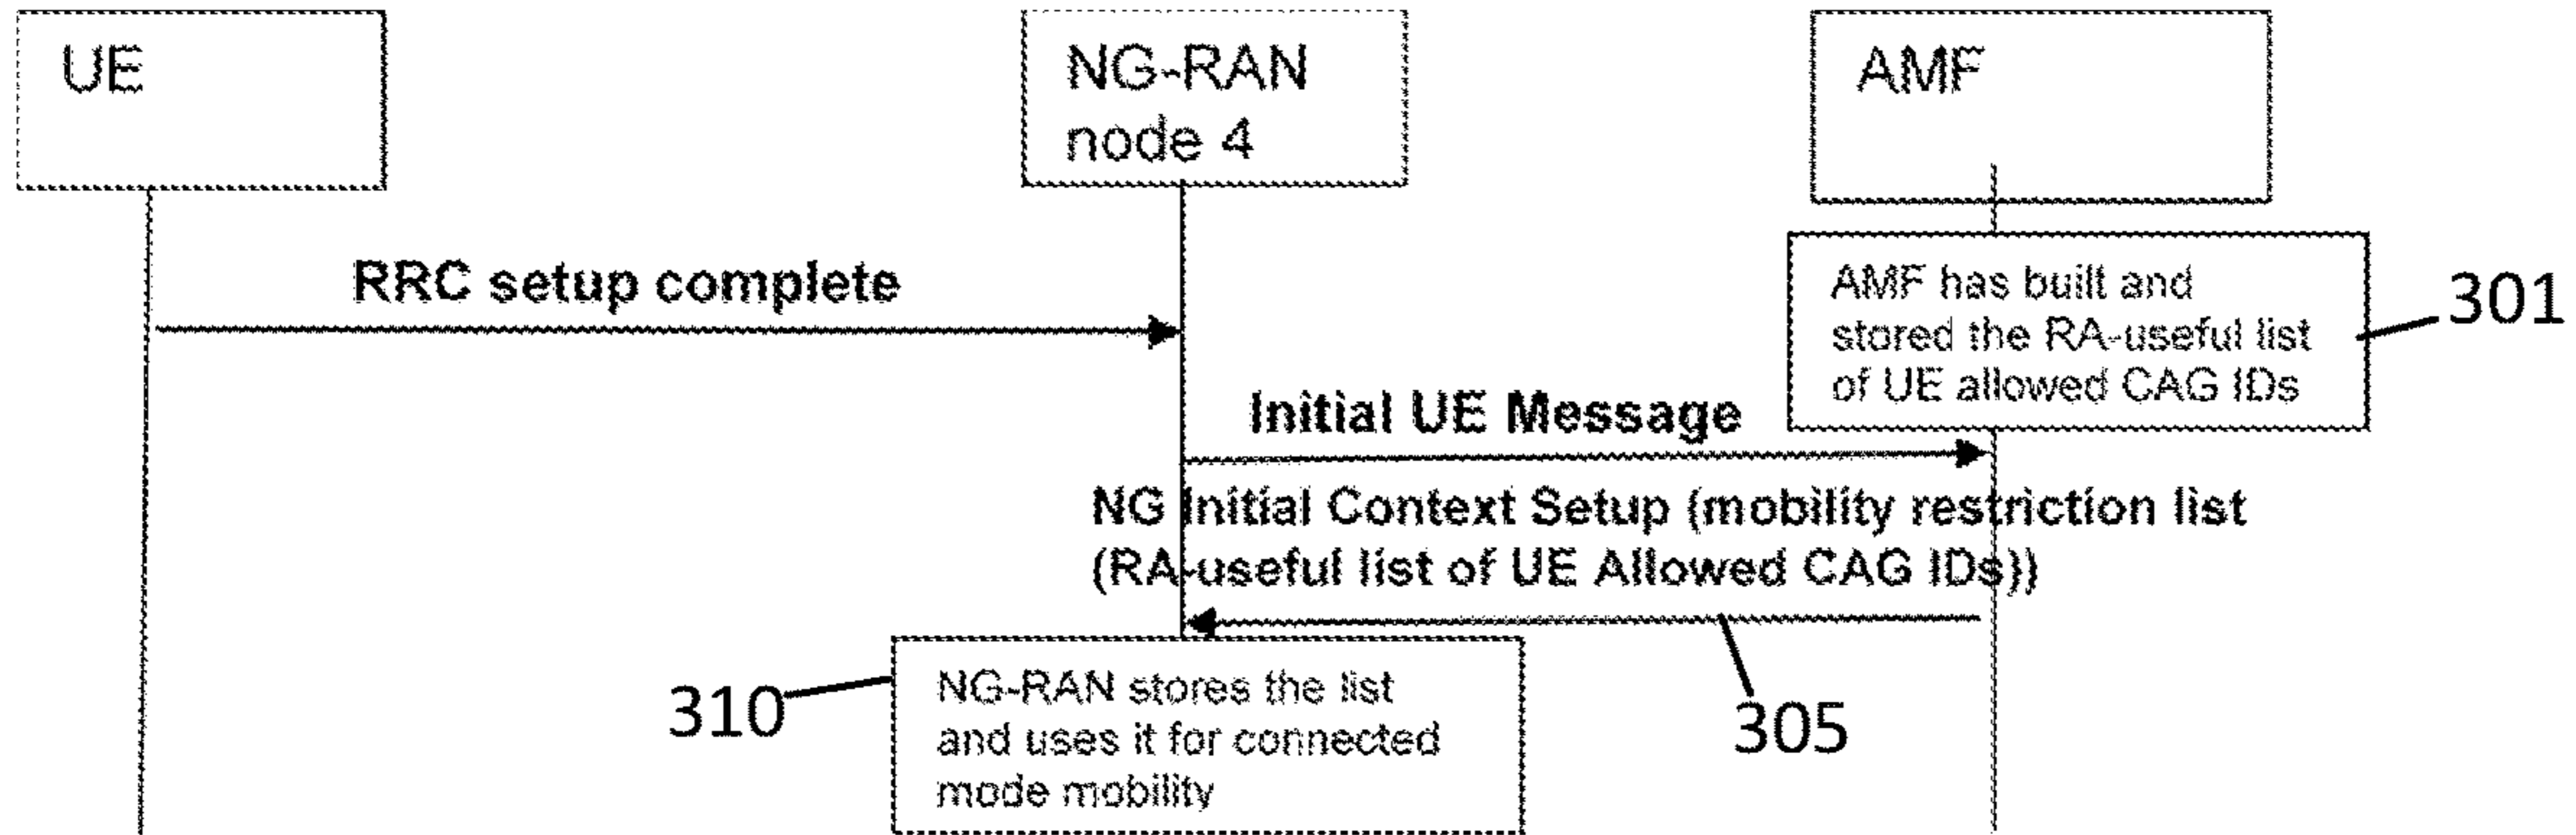 UE
NG-RAN
node 4
AMF
RRC setup complete
AMF has built and
stored the RA-useful list
of UE allowed CAG IDs
301
Initial UE Message
NG Initial Context Setup (mobility restriction list
(RA-useful list of UE Allowed CAG IDs))
305
310
NG-RAN stores the list
and uses it for connected
mode mobility